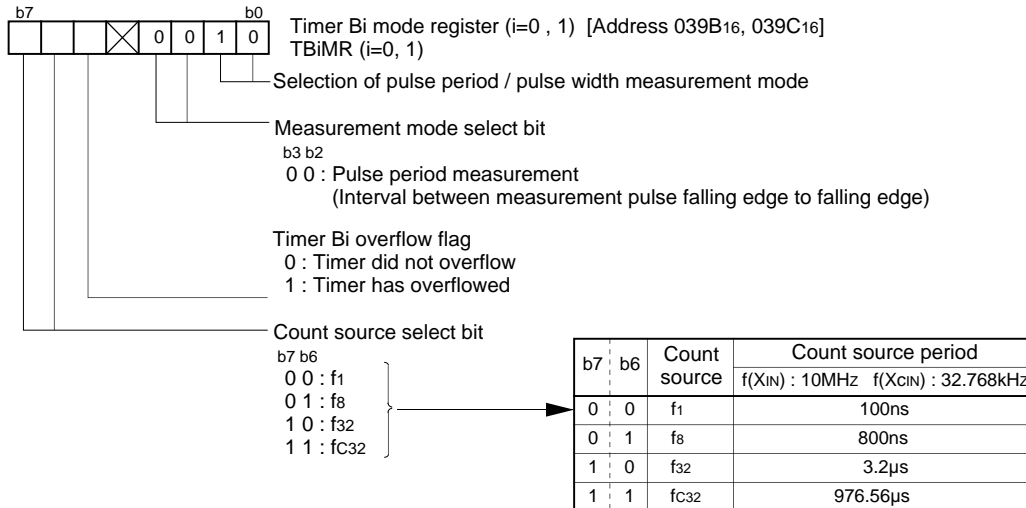 b7 b0
Timer Bi mode register (i=0 , 1) [Address 039B16, 039C16]
0 0 1 0
TBiMR (i=0, 1)
Selection of pulse period / pulse width measurement mode
Measurement mode select bit
b3 b2
0 0 : Pulse period measurement
(Interval between measurement pulse falling edge to falling edge)
Timer Bi overflow flag
0 : Timer did not overflow
1 : Timer has overflowed
Count source select bit
b7 b6
0 0 : f1
0 1 : f8
1 0 : f32
1 1 : fC32
b7 b6 Count source Count source period
f(XIN) : 10MHz f(XCIN) : 32.768kHz
0 0 f1 100ns
0 1 f8 800ns
1 0 f32 3.2µs
1 1 fC32 976.56µs